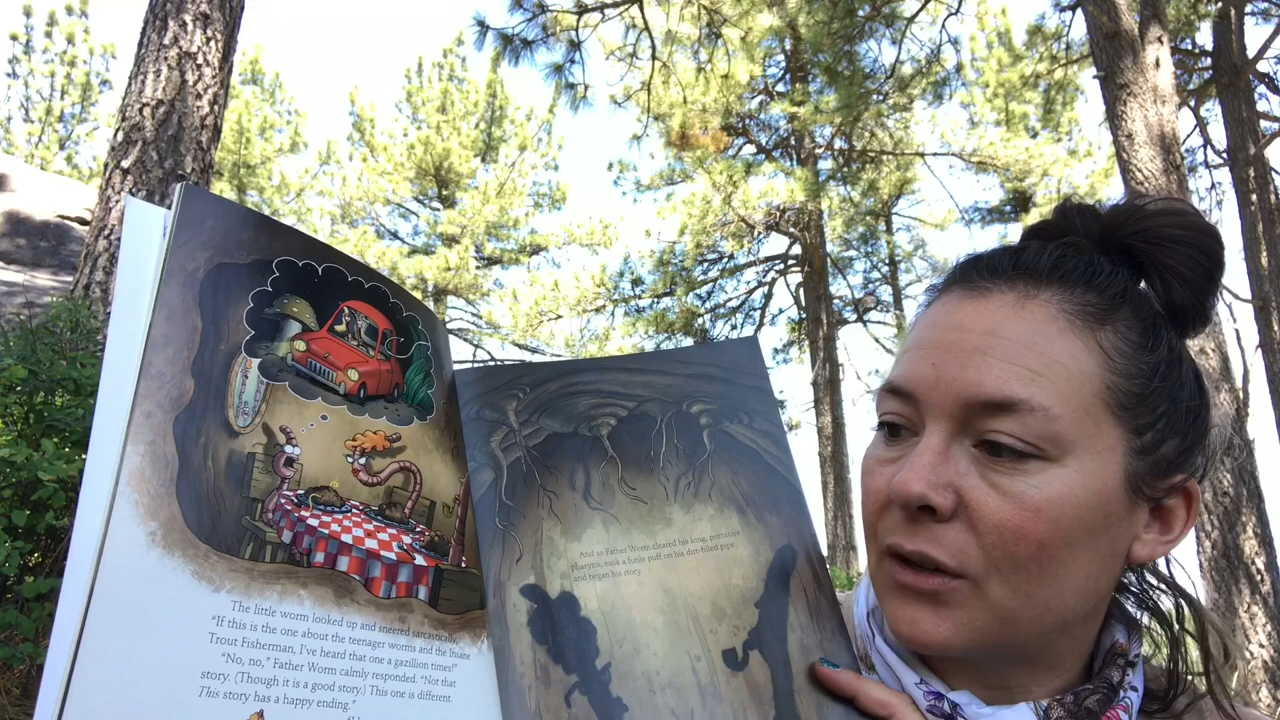 The little worm looked up and sneered sarcastically,
"If this is the one about the teenager worms and the Insane
Trout Fisherman, I've heard that one a gazillion times!"
"No, no," Father Worm calmly responded. "Not that
story. (Though it is a good story.) This one is different.
This story has a happy ending."
And so Father Worm cleared his long, primitive
pharynx, took a futile puff on his dirt-filled pipe,
and began his story.